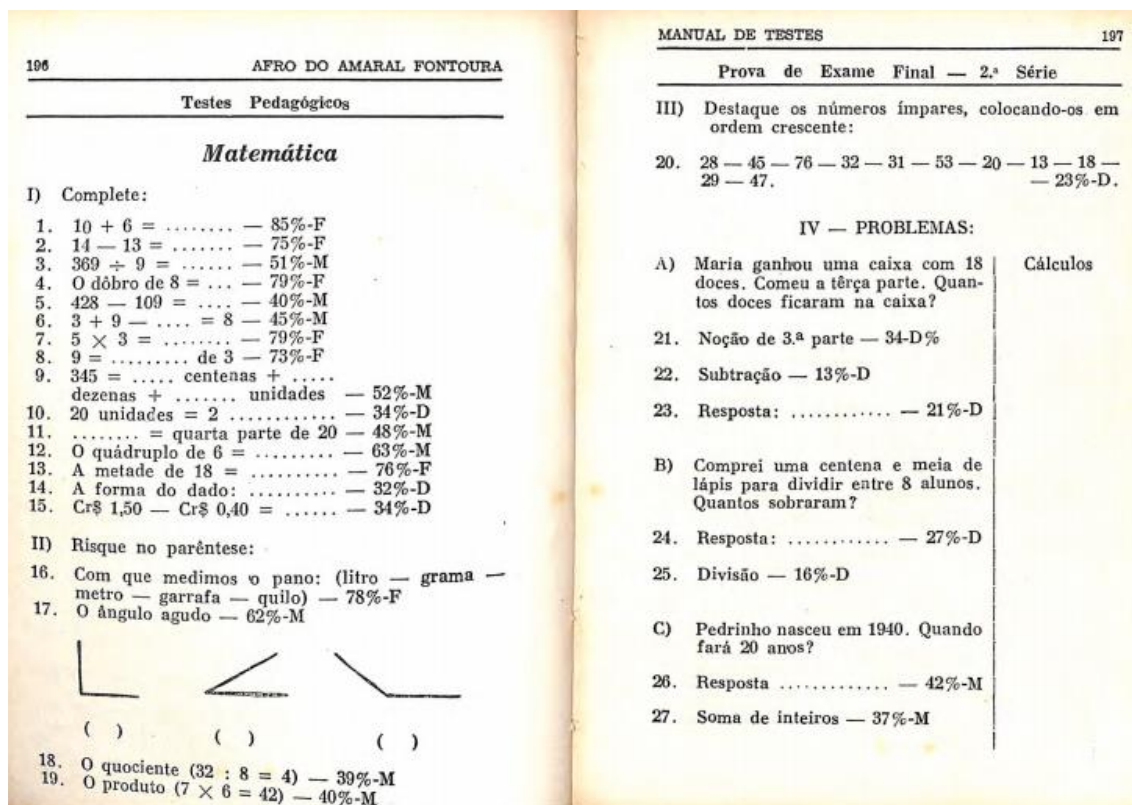 196 AFRO DO AMARAL FONTOURA
Testes Pedagógicos
Matemática
I) Complete:
1. 10 + 6 = ........ — 85%-F
2. 14 — 13 = ....... — 75%-F
3. 369 ÷ 9 = ...... — 51%-M
4. O dôbro de 8 = ... — 79%-F
5. 428 — 109 = .... — 40%-M
6. 3 + 9 — .... = 8 — 45%-M
7. 5 × 3 = ........ — 79%-F
8. 9 = ......... de 3 — 73%-F
9. 345 = ..... centenas + .....
dezenas + ....... unidades — 52%-M
10. 20 unidades = 2 ............ — 34%-D
11. ........ = quarta parte de 20 — 48%-M
12. O quádruplo de 6 = ......... — 63%-M
13. A metade de 18 = .......... — 76%-F
14. A forma do dado: .......... — 32%-D
15. Cr$ 1,50 — Cr$ 0,40 = ...... — 34%-D
II) Risque no parêntese:
16. Com que medimos o pano: (litro — grama —
metro — garrafa — quilo) — 78%-F
17. O ângulo agudo — 62%-M
( ) ( ) ( )
18. O quociente (32 : 8 = 4) — 39%-M
19. O produto (7 × 6 = 42) — 40%-M
MANUAL DE TESTES 197
Prova de Exame Final — 2.ª Série
III) Destaque os números ímpares, colocando-os em
ordem crescente:
20. 28 — 45 — 76 — 32 — 31 — 53 — 20 — 13 — 18 —
29 — 47. — 23%-D.
IV — PROBLEMAS:
A) Maria ganhou uma caixa com 18 Cálculos
doces. Comeu a têrça parte. Quan-
tos doces ficaram na caixa?
21. Noção de 3.ª parte — 34-D%
22. Subtração — 13%-D
23. Resposta: ............ — 21%-D
B) Comprei uma centena e meia de
lápis para dividir entre 8 alunos.
Quantos sobraram?
24. Resposta: ............ — 27%-D
25. Divisão — 16%-D
C) Pedrinho nasceu em 1940. Quando
fará 20 anos?
26. Resposta ............. — 42%-M
27. Soma de inteiros — 37%-M